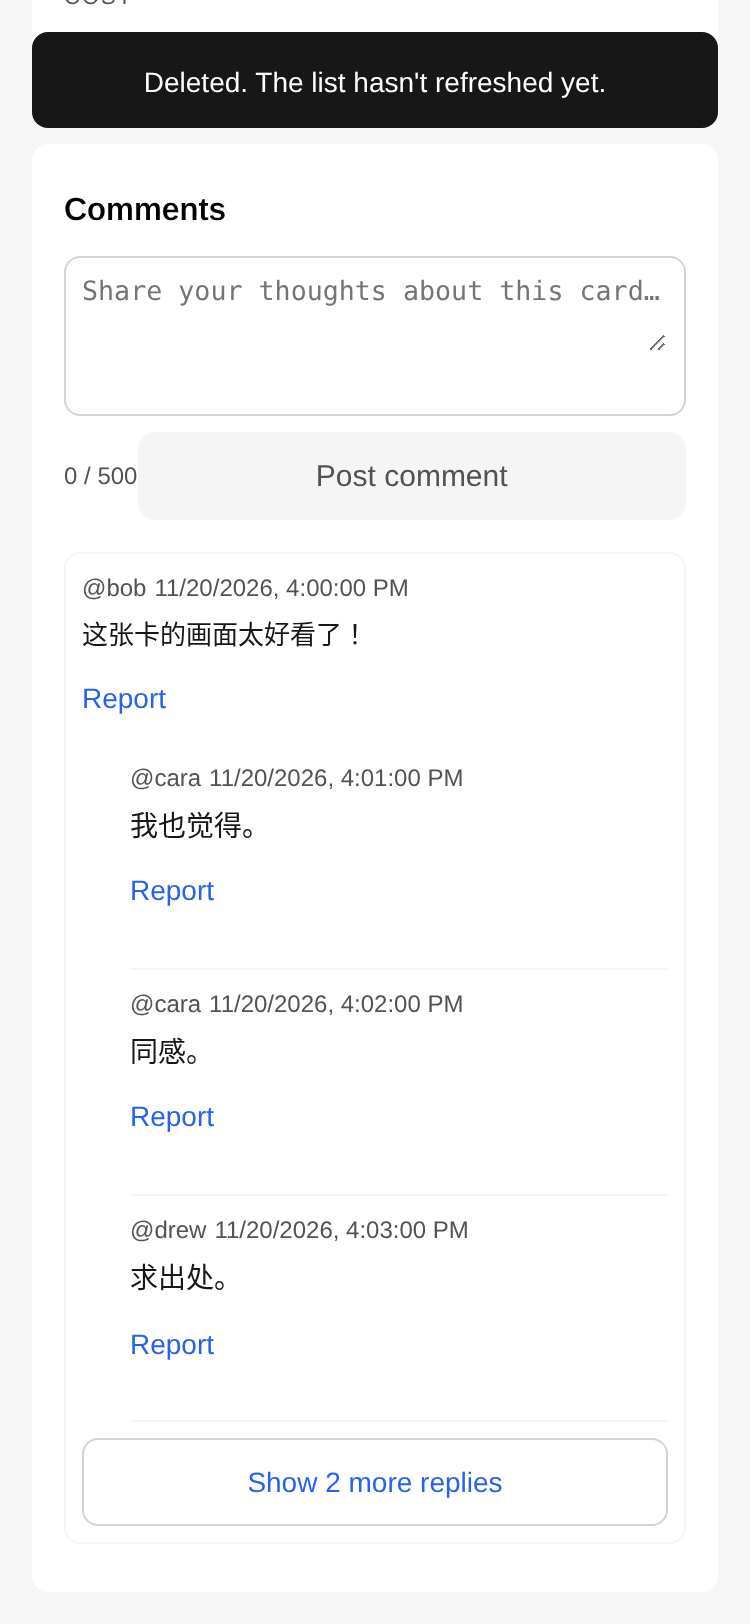 Deleted. The list hasn't refreshed yet.
Comments
Share your thoughts about this card…
0 / 500
Post comment
@bob 11/20/2026, 4:00:00 PM
这张卡的画面太好看了！
Report
@cara 11/20/2026, 4:01:00 PM
我也觉得。
Report
@cara 11/20/2026, 4:02:00 PM
同感。
Report
@drew 11/20/2026, 4:03:00 PM
求出处。
Report
Show 2 more replies